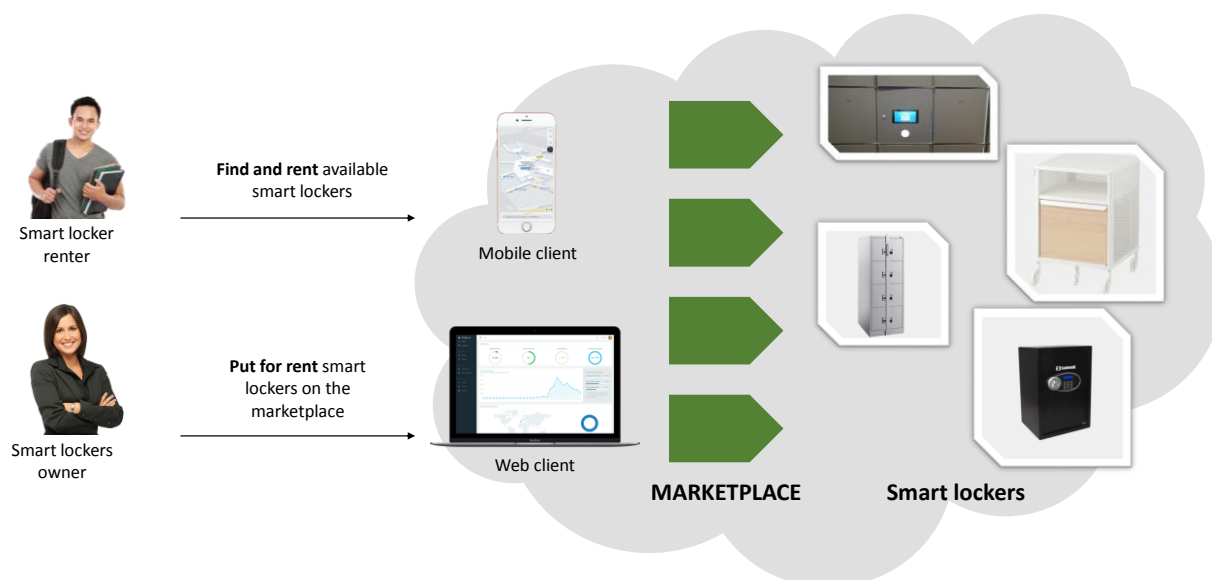 Smart locker
renter
Find and rent available
smart lockers
Mobile client
Smart lockers
owner
Put for rent smart
lockers on the
marketplace
Web client
MARKETPLACE
Smart lockers